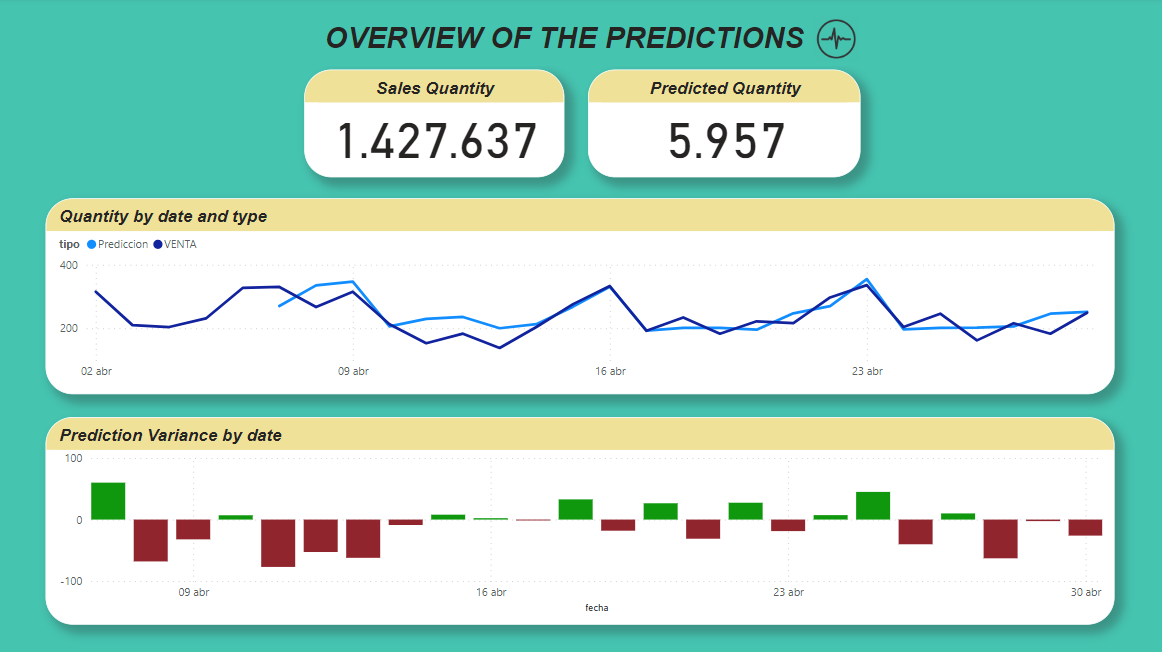 OVERVIEW OF THE PREDICTIONS
Sales Quantity
1.427.637
Predicted Quantity
5.957
Quantity by date and type
tipo Prediccion VENTA
400
200
02 abr 09 abr 16 abr 23 abr
Prediction Variance by date
100
0
-100
09 abr 16 abr 23 abr 30 abr
fecha